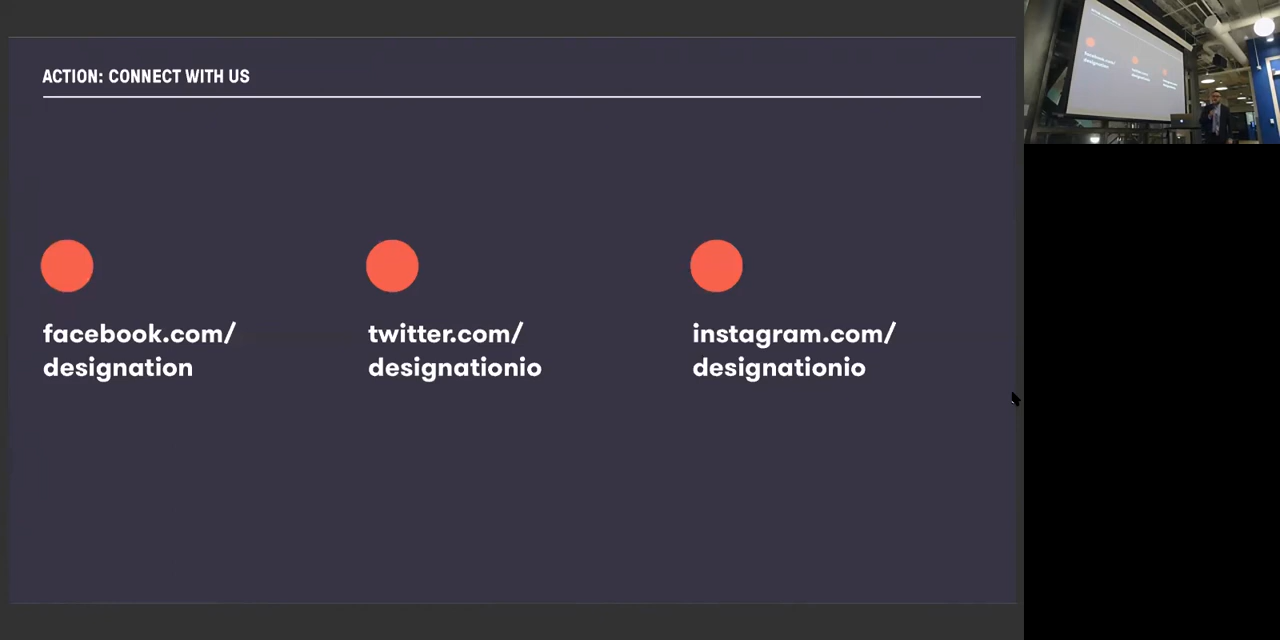 ACTION: CONNECT WITH US
facebook.com/
designation
twitter.com/
designationio
instagram.com/
designationio